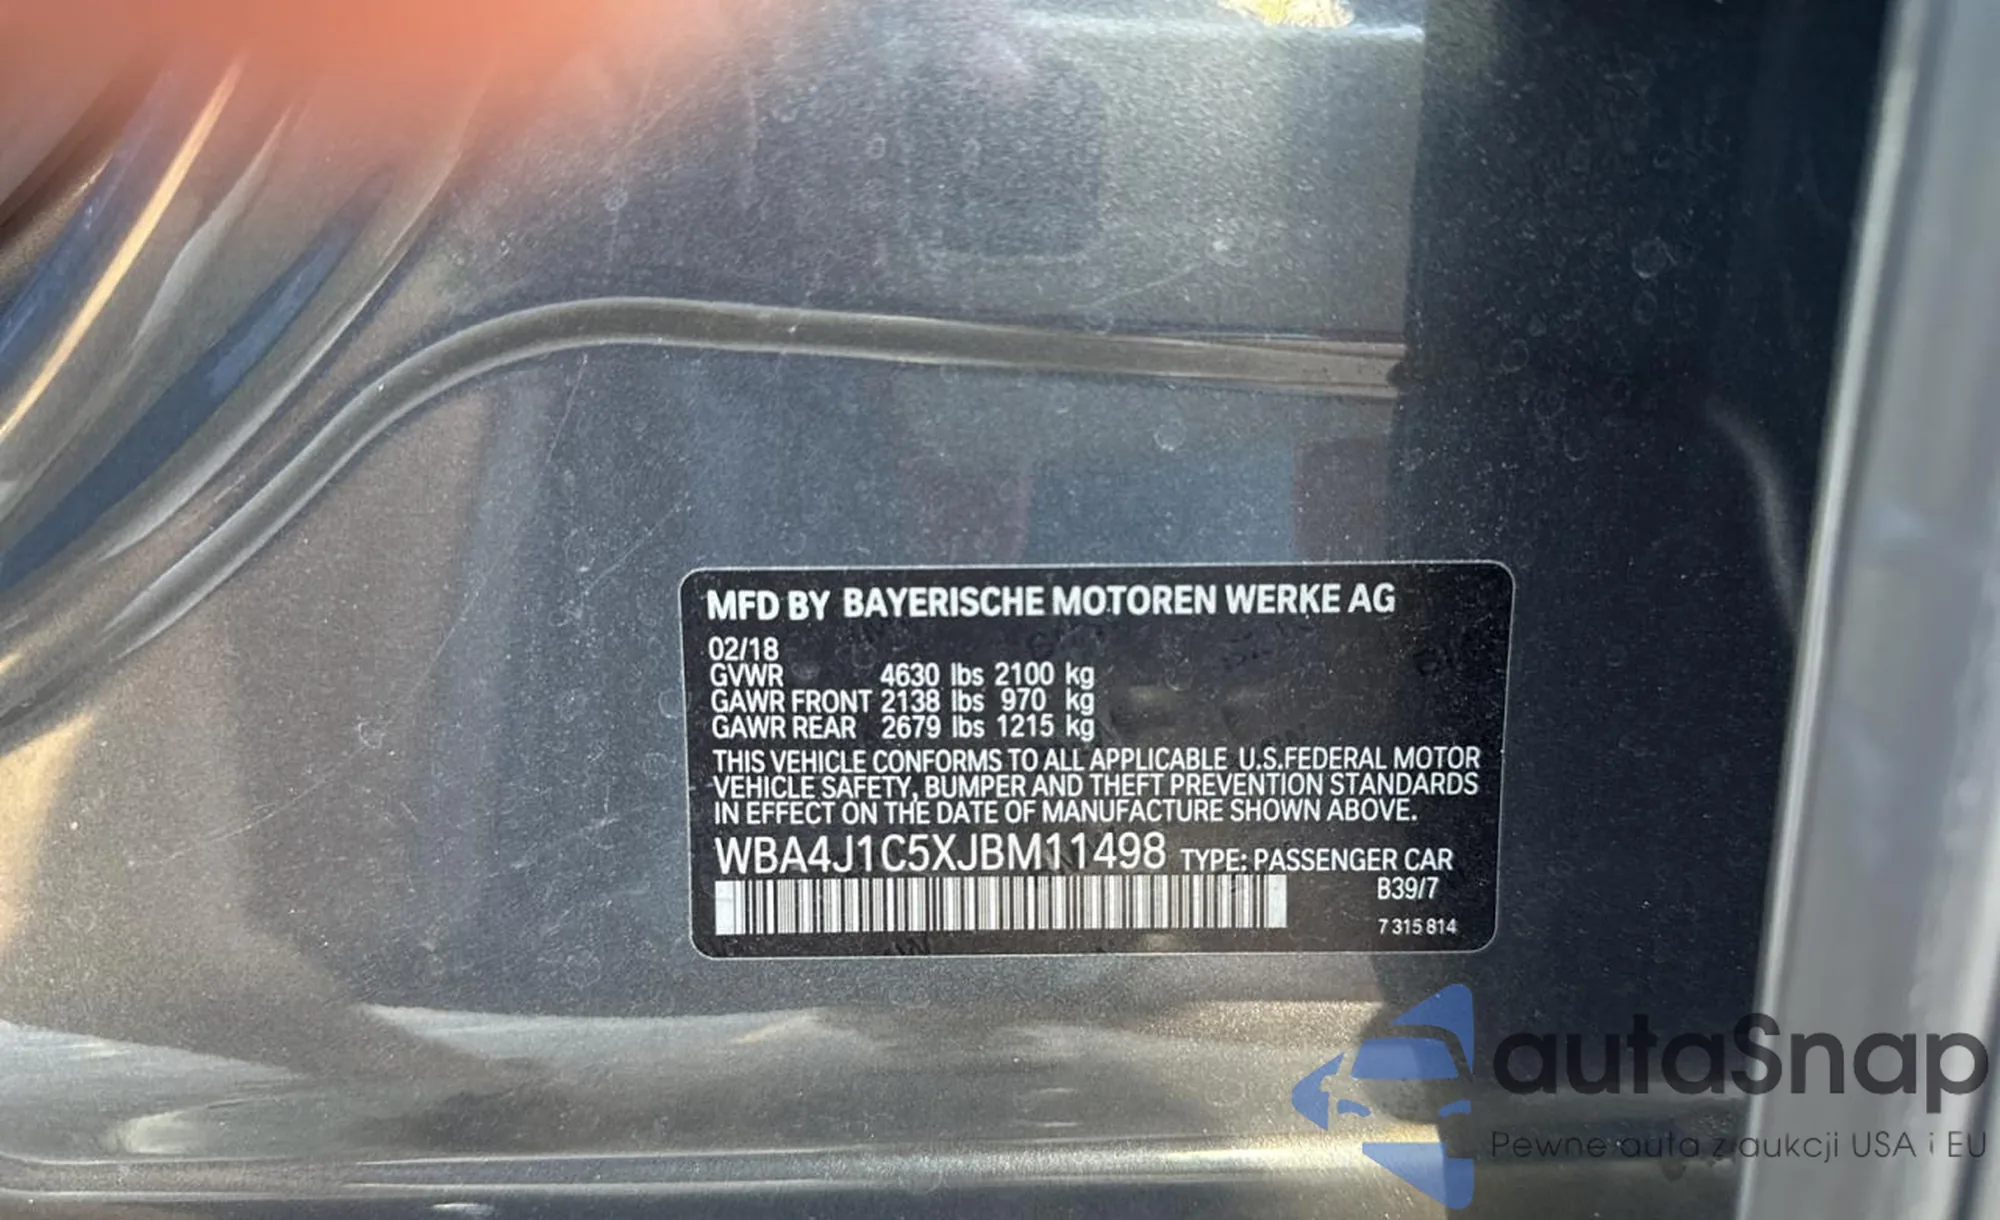 MFD BY BAYERISCHE MOTOREN WERKE AG
02/18
GVWR 4630 lbs 2100 kg
GAWR FRONT 2138 lbs 970 kg
GAWR REAR 2679 lbs 1215 kg
THIS VEHICLE CONFORMS TO ALL APPLICABLE U.S.FEDERAL MOTOR
VEHICLE SAFETY, BUMPER AND THEFT PREVENTION STANDARDS
IN EFFECT ON THE DATE OF MANUFACTURE SHOWN ABOVE.
WBA4J1C5XJBM11498 TYPE: PASSENGER CAR
B39/7
7 315 814
autaSnap
Pewne auta z aukcji USA i EU